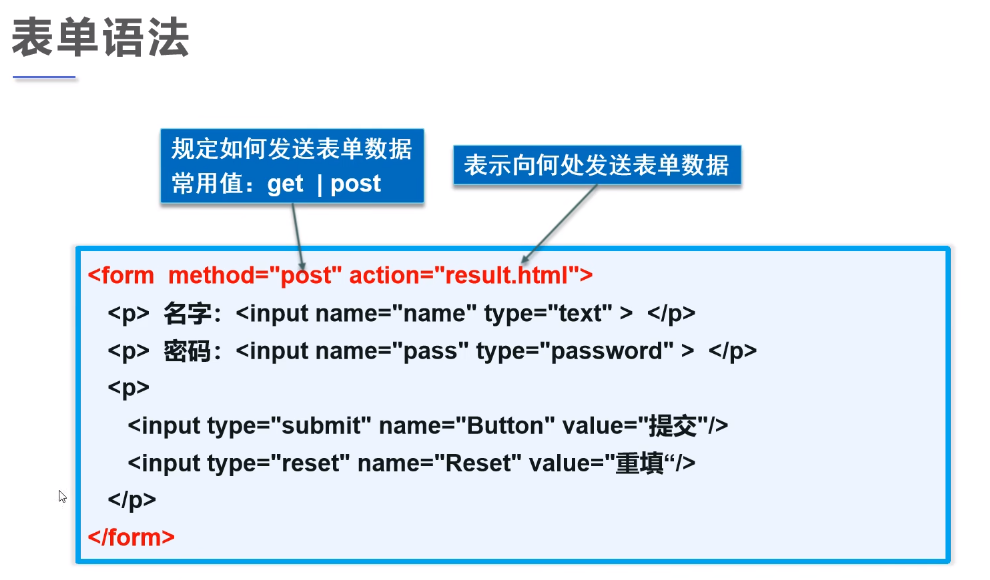 表单语法
规定如何发送表单数据
常用值：get | post
表示向何处发送表单数据
<form method="post" action="result.html">
<p> 名字：<input name="name" type="text" > </p>
<p> 密码：<input name="pass" type="password" > </p>
<p>
<input type="submit" name="Button" value="提交"/>
<input type="reset" name="Reset" value="重填“/>
</p>
</form>